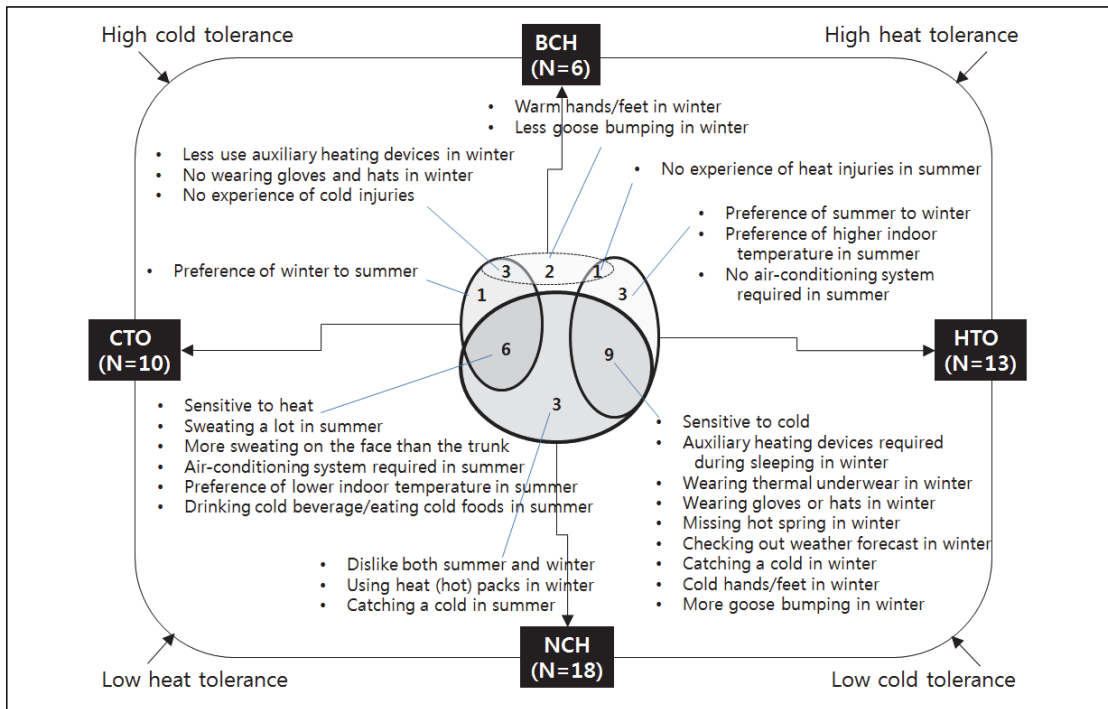 High cold tolerance
BCH
(N=6)
High heat tolerance
• Warm hands/feet in winter
• Less goose bumping in winter
• Less use auxiliary heating devices in winter
• No wearing gloves and hats in winter
• No experience of cold injuries
• No experience of heat injuries in summer
• Preference of summer to winter
• Preference of higher indoor
temperature in summer
• No air-conditioning system
required in summer
• Preference of winter to summer
3
2
1
1
3
CTO
(N=10)
6
9
HTO
(N=13)
3
• Sensitive to heat
• Sweating a lot in summer
• More sweating on the face than the trunk
• Air-conditioning system required in summer
• Preference of lower indoor temperature in summer
• Drinking cold beverage/eating cold foods in summer
• Sensitive to cold
• Auxiliary heating devices required
during sleeping in winter
• Wearing thermal underwear in winter
• Wearing gloves or hats in winter
• Missing hot spring in winter
• Checking out weather forecast in winter
• Catching a cold in winter
• Cold hands/feet in winter
• More goose bumping in winter
• Dislike both summer and winter
• Using heat (hot) packs in winter
• Catching a cold in summer
NCH
(N=18)
Low heat tolerance
Low cold tolerance